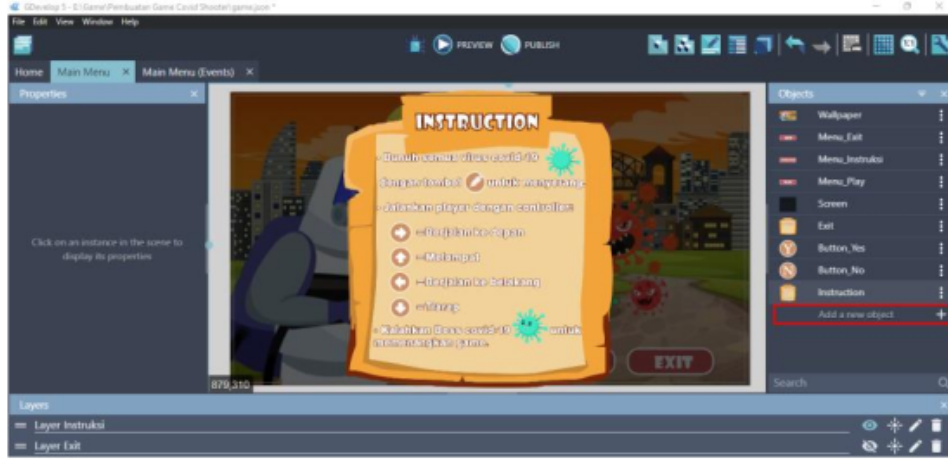 GDevelop 5 - E:\Game\Pembuatan Game Covid Shooter\game.json *
File Edit View Window Help
PREVIEW PUBLISH
Home Main Menu × Main Menu (Events) ×
Properties ×
Objects ×
INSTRUCTION
- Bunuh semua virus covid-19
dengan tombol untuk menyerang.
- Jalankan player dengan controller:
=Berjalan ke depan
=Melompat
=Berjalan ke belakang
- Kalahkan Boss covid-19 untuk
memenangkan game.
EXIT
Click on an instance in the scene to
display its properties
879,310
Wallpaper
Menu_Exit
Menu_Instruksi
Menu_Play
Screen
Exit
Y Button_Yes
N Button_No
Instruction
Add a new object +
Search
Layers ×
Layer Instruksi
Layer Exit